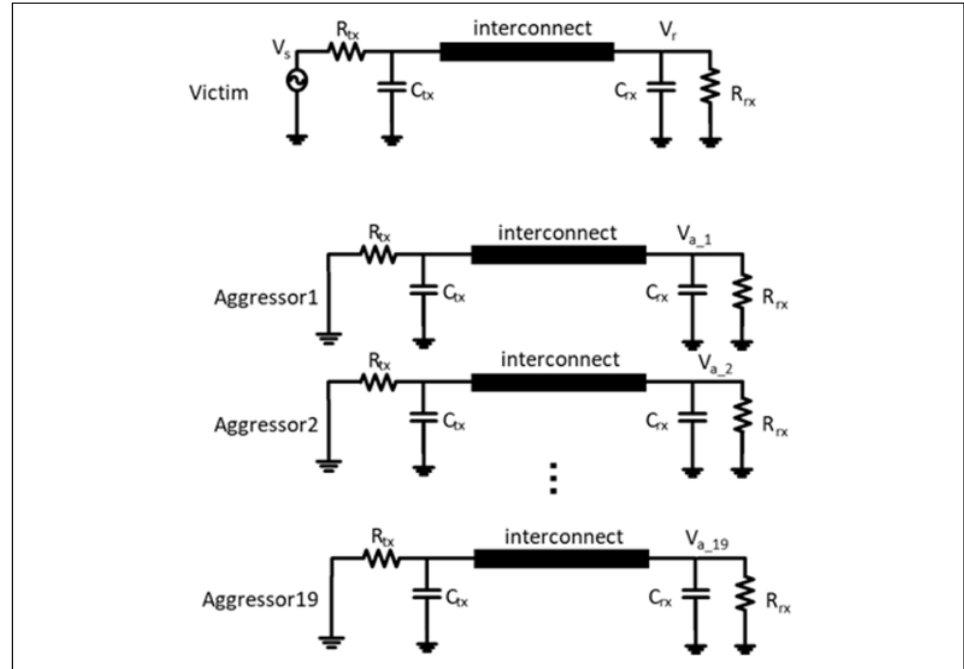 Rtx interconnect Vr
Vs
Victim Ctx Crx Rrx
Rtx interconnect Va_1
Aggressor1 Ctx Crx Rrx
Rtx interconnect Va_2
Aggressor2 Ctx Crx Rrx
Rtx interconnect Va_19
Aggressor19 Ctx Crx Rrx